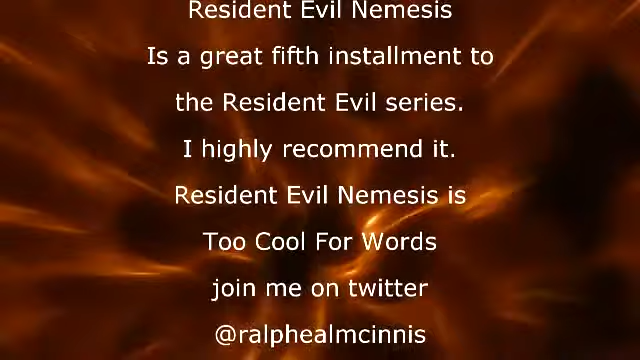 Resident Evil Nemesis
Is a great fifth installment to
the Resident Evil series.
I highly recommend it.
Resident Evil Nemesis is
Too Cool For Words
join me on twitter
@ralphealmcinnis